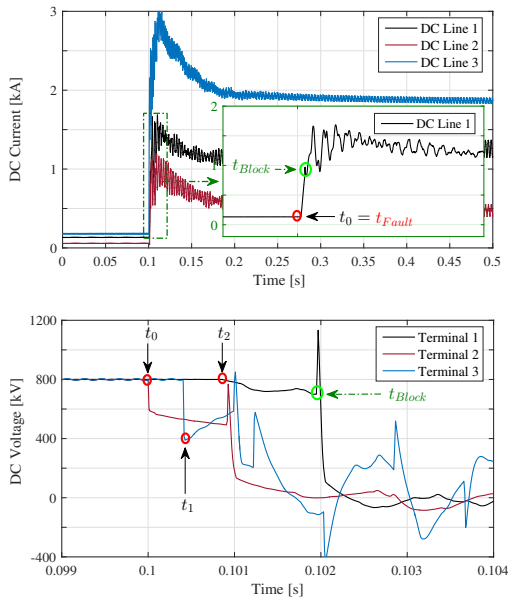 DC Current [kA]
3
2
1
0
0
0.05
0.1
0.15
0.2
0.25
0.3
0.35
0.4
0.45
0.5
Time [s]
DC Line 1
DC Line 2
DC Line 3
2
0
DC Line 1
t_Block
t_0 = t_Fault
DC Voltage [kV]
1200
800
400
0
-400
0.099
0.1
0.101
0.102
0.103
0.104
Time [s]
t_0
t_2
t_1
t_Block
Terminal 1
Terminal 2
Terminal 3